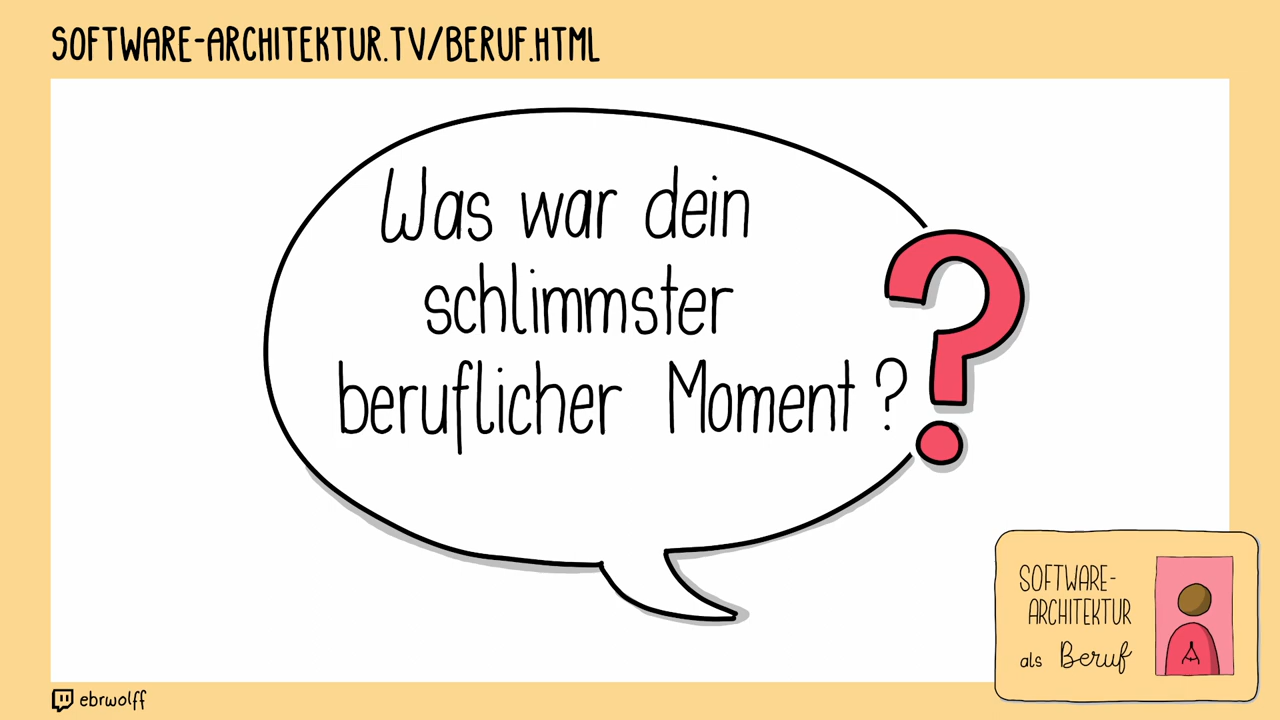 SOFTWARE-ARCHITEKTUR.TV/BERUF.HTML
Was war dein
schlimmster
beruflicher Moment ?
?
SOFTWARE-
ARCHITEKTUR
als Beruf
ebrwolff